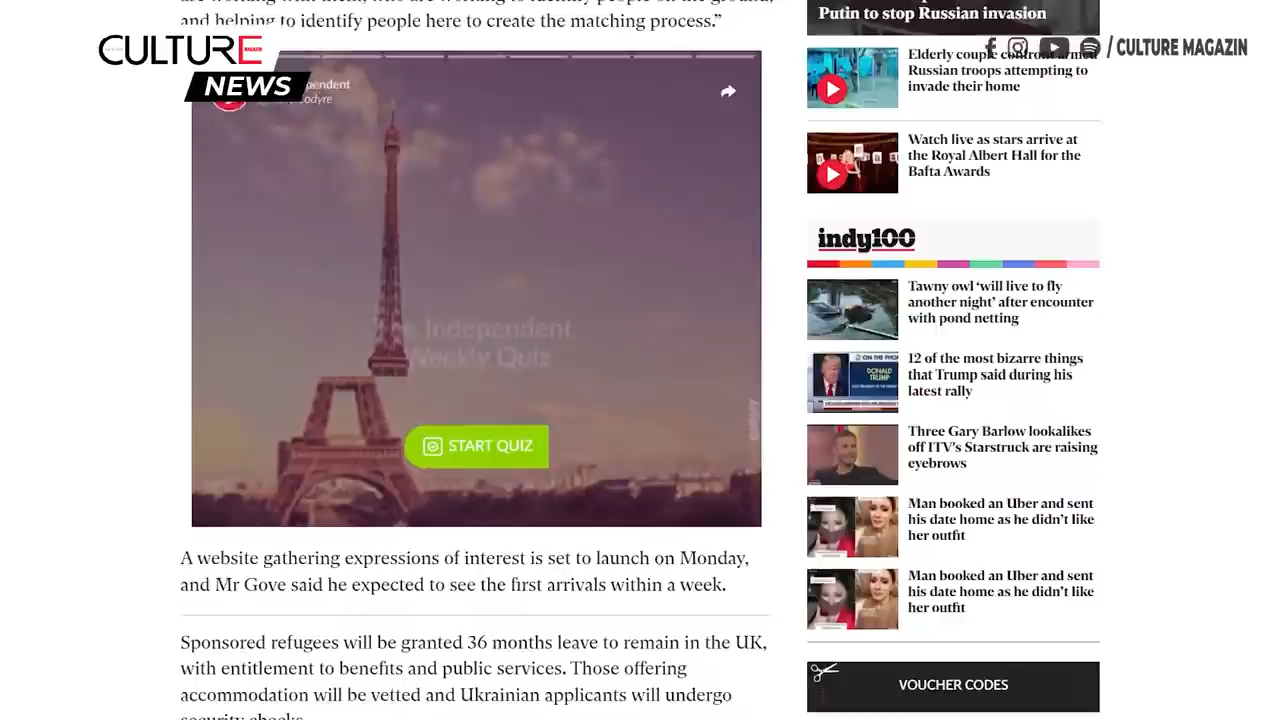 and helping to identify people here to create the matching process.”
CULTURE
NEWS
pendent
START QUIZ
The Independent
Weekly Quiz
A website gathering expressions of interest is set to launch on Monday,
and Mr Gove said he expected to see the first arrivals within a week.
Sponsored refugees will be granted 36 months leave to remain in the UK,
with entitlement to benefits and public services. Those offering
accommodation will be vetted and Ukrainian applicants will undergo
security checks.
Putin to stop Russian invasion
/ CULTURE MAGAZIN
Elderly couple confront armed
Russian troops attempting to
invade their home
Watch live as stars arrive at
the Royal Albert Hall for the
Bafta Awards
indy100
Tawny owl ‘will live to fly
another night’ after encounter
with pond netting
DONALD
TRUMP
12 of the most bizarre things
that Trump said during his
latest rally
Three Gary Barlow lookalikes
off ITV’s Starstruck are raising
eyebrows
Man booked an Uber and sent
his date home as he didn’t like
her outfit
Man booked an Uber and sent
his date home as he didn’t like
her outfit
VOUCHER CODES